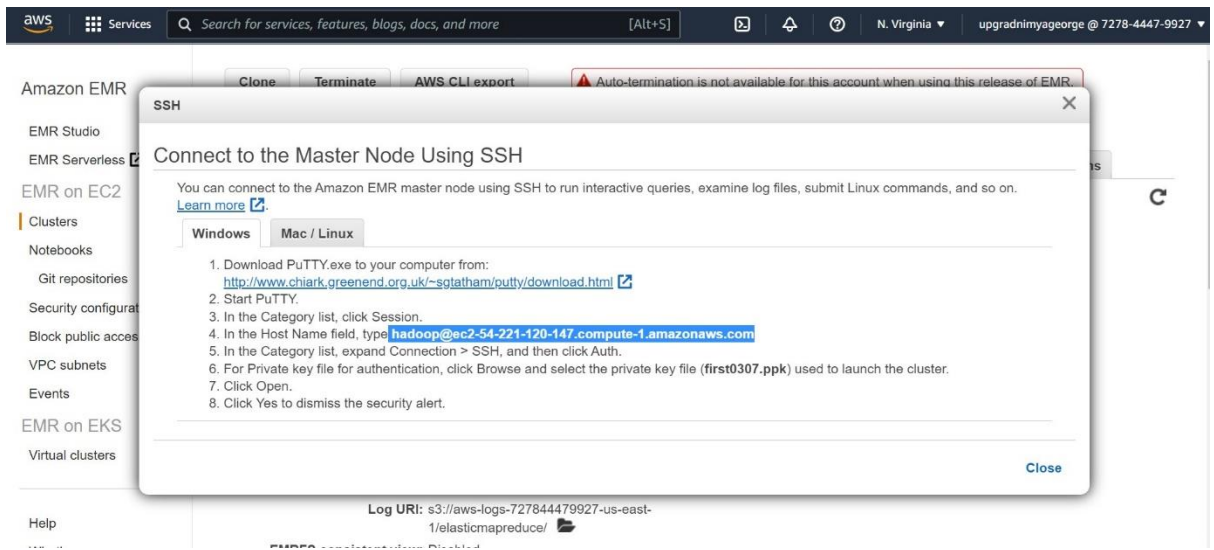 aws
Services
Search for services, features, blogs, docs, and more
[Alt+S]
N. Virginia ▼
upgradnimyageorge @ 7278-4447-9927 ▼
Amazon EMR
EMR Studio
EMR Serverless
EMR on EC2
Clusters
Notebooks
Git repositories
Security configurat
Block public acces
VPC subnets
Events
EMR on EKS
Virtual clusters
Help
Clone
Terminate
AWS CLI export
Auto-termination is not available for this account when using this release of EMR.
SSH
Connect to the Master Node Using SSH
You can connect to the Amazon EMR master node using SSH to run interactive queries, examine log files, submit Linux commands, and so on.
Learn more
Windows
Mac / Linux
1. Download PuTTY.exe to your computer from:
http://www.chiark.greenend.org.uk/~sgtatham/putty/download.html
2. Start PuTTY.
3. In the Category list, click Session.
4. In the Host Name field, type hadoop@ec2-54-221-120-147.compute-1.amazonaws.com
5. In the Category list, expand Connection > SSH, and then click Auth.
6. For Private key file for authentication, click Browse and select the private key file (first0307.ppk) used to launch the cluster.
7. Click Open.
8. Click Yes to dismiss the security alert.
Close
ns
Log URI: s3://aws-logs-727844479927-us-east-
1/elasticmapreduce/